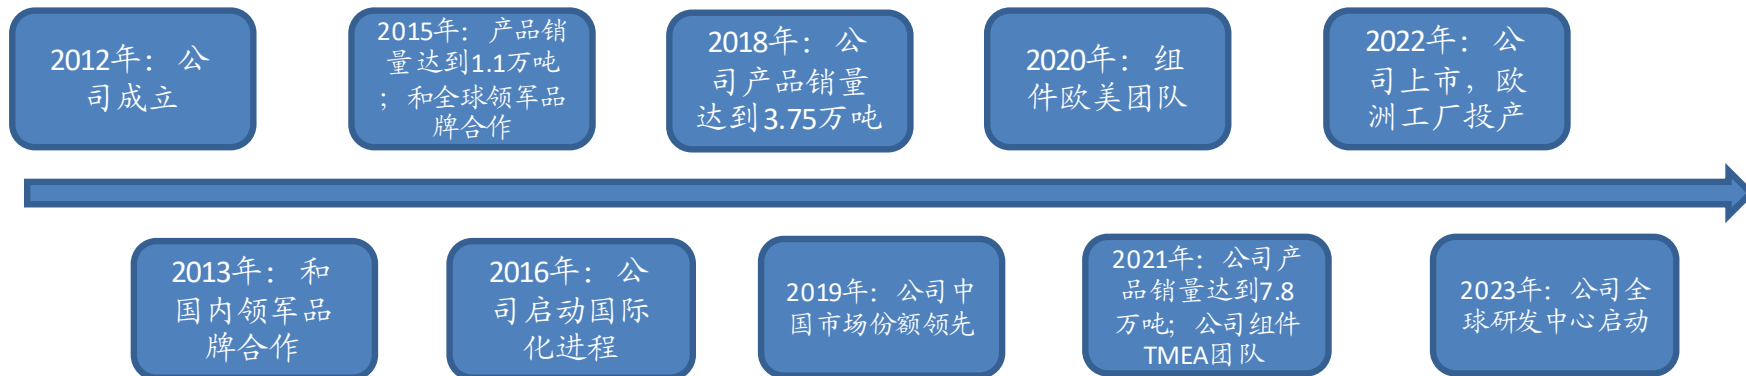 2012年：公
司成立
2015年：产品销
量达到1.1万吨
；和全球领军品
牌合作
2018年：公
司产品销量
达到3.75万吨
2020年：组
件欧美团队
2022年：公
司上市，欧
洲工厂投产
2013年：和
国内领军品
牌合作
2016年：公
司启动国际
化进程
2019年：公司中
国市场份额领先
2021年：公司产
品销量达到7.8
万吨；公司组件
TMEA团队
2023年：公司全
球研发中心启动